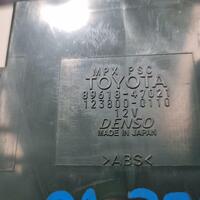 MPX PSC
TOYOTA
89618-47021
123800-0110
12V
DENSO
MADE IN JAPAN
>ABS<